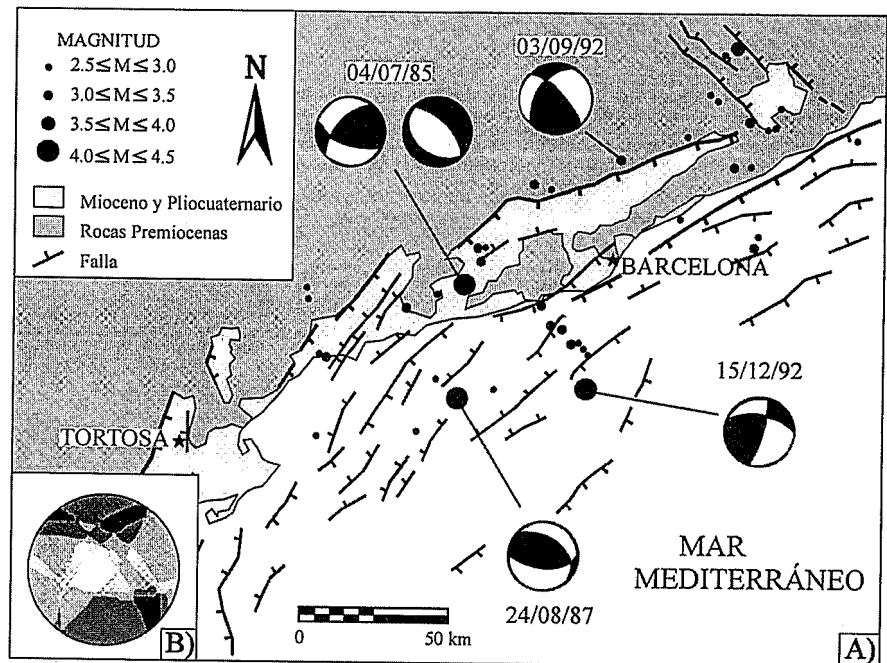 MAGNITUD
2.5≤M≤3.0
3.0≤M≤3.5
3.5≤M≤4.0
4.0≤M≤4.5
N
Mioceno y Pliocuaternario
Rocas Premiocenas
Falla
04/07/85
03/09/92
BARCELONA
15/12/92
TORTOSA
MAR
MEDITERRÁNEO
24/08/87
0 50 km
B)
A)